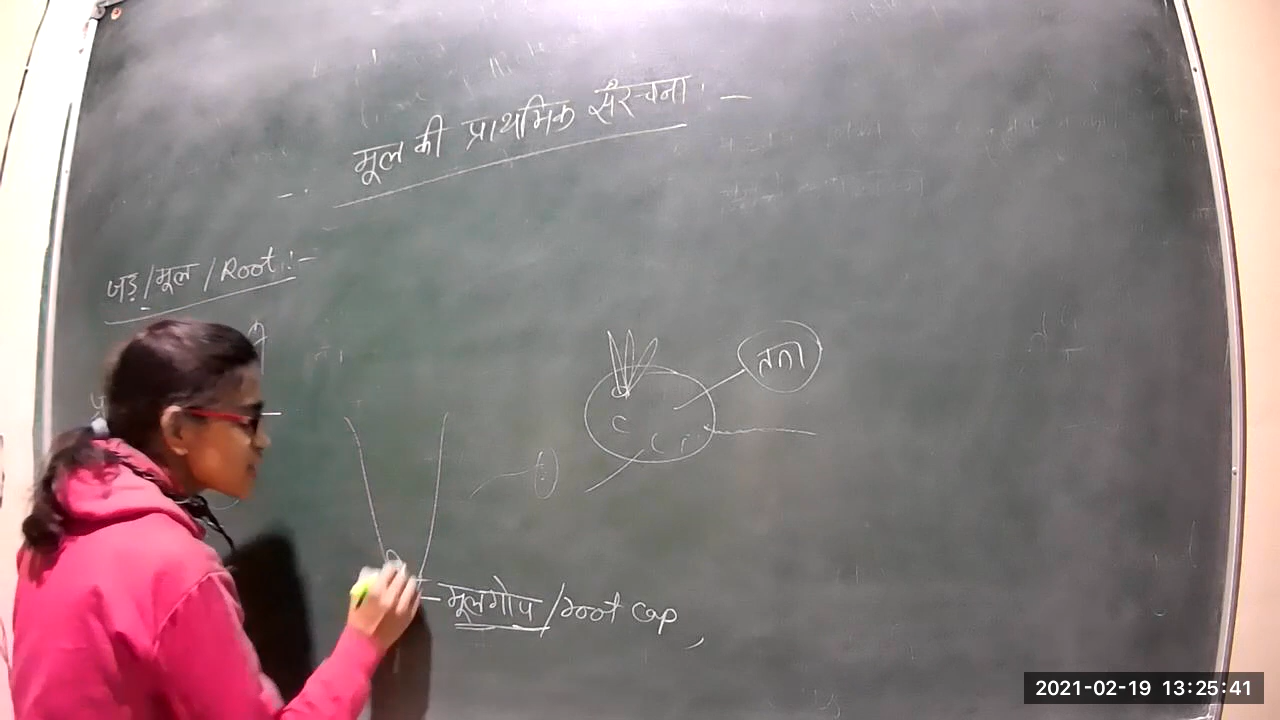 मूल की प्राथमिक संरचना :-
जड़ /मूल /Root :-
तना
मूलगोप /root cap
2021-02-19 13:25:41